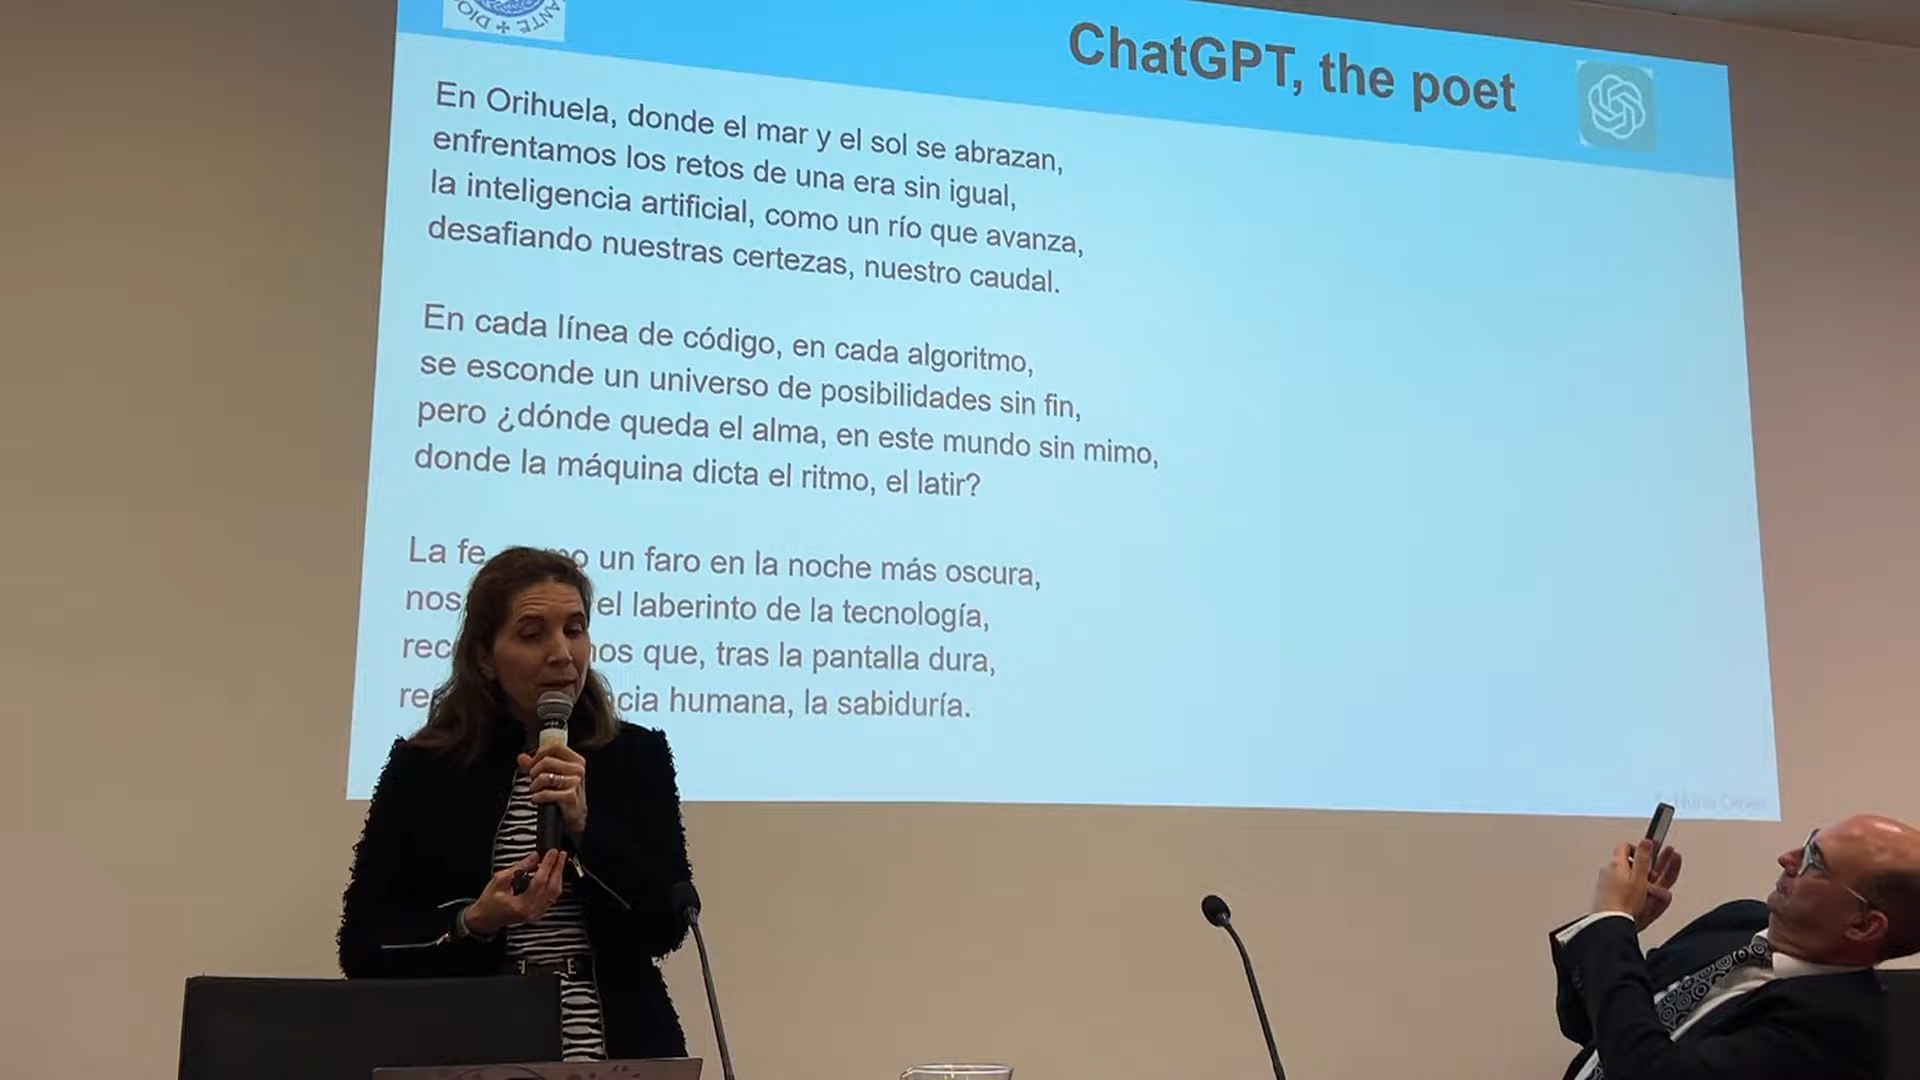 DIO ✢ ANTE
ChatGPT, the poet
En Orihuela, donde el mar y el sol se abrazan,
enfrentamos los retos de una era sin igual,
la inteligencia artificial, como un río que avanza,
desafiando nuestras certezas, nuestro caudal.
En cada línea de código, en cada algoritmo,
se esconde un universo de posibilidades sin fin,
pero ¿dónde queda el alma, en este mundo sin mimo,
donde la máquina dicta el ritmo, el latir?
La fe un faro en la noche más oscura,
nos el laberinto de la tecnología,
que, tras la pantalla dura,
humana, la sabiduría.